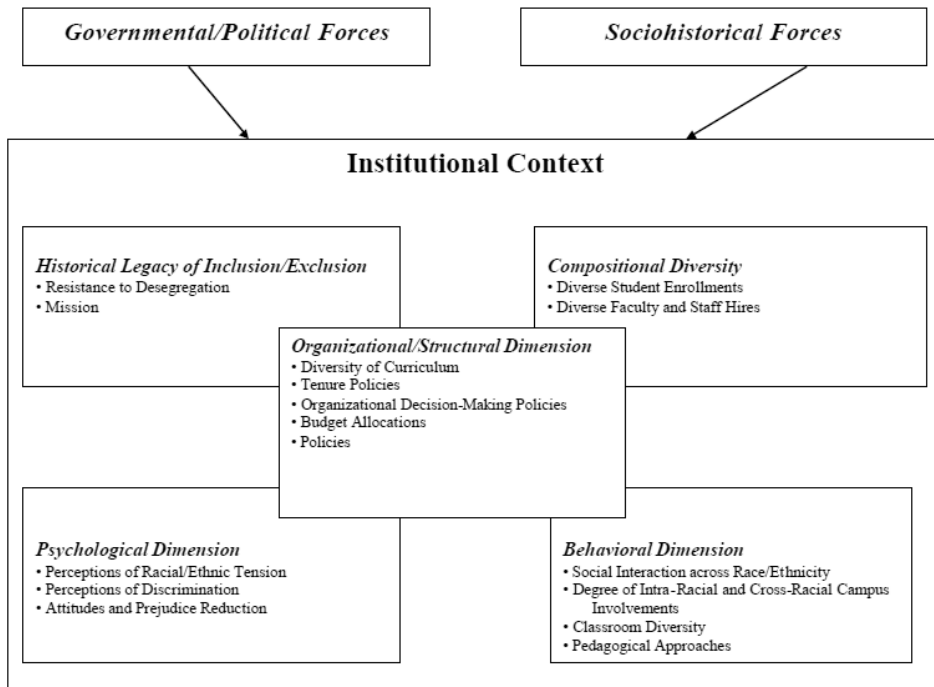 Governmental/Political Forces
Sociohistorical Forces
Institutional Context
Historical Legacy of Inclusion/Exclusion
• Resistance to Desegregation
• Mission
Compositional Diversity
• Diverse Student Enrollments
• Diverse Faculty and Staff Hires
Organizational/Structural Dimension
• Diversity of Curriculum
• Tenure Policies
• Organizational Decision-Making Policies
• Budget Allocations
• Policies
Psychological Dimension
• Perceptions of Racial/Ethnic Tension
• Perceptions of Discrimination
• Attitudes and Prejudice Reduction
Behavioral Dimension
• Social Interaction across Race/Ethnicity
• Degree of Intra-Racial and Cross-Racial Campus
Involvements
• Classroom Diversity
• Pedagogical Approaches